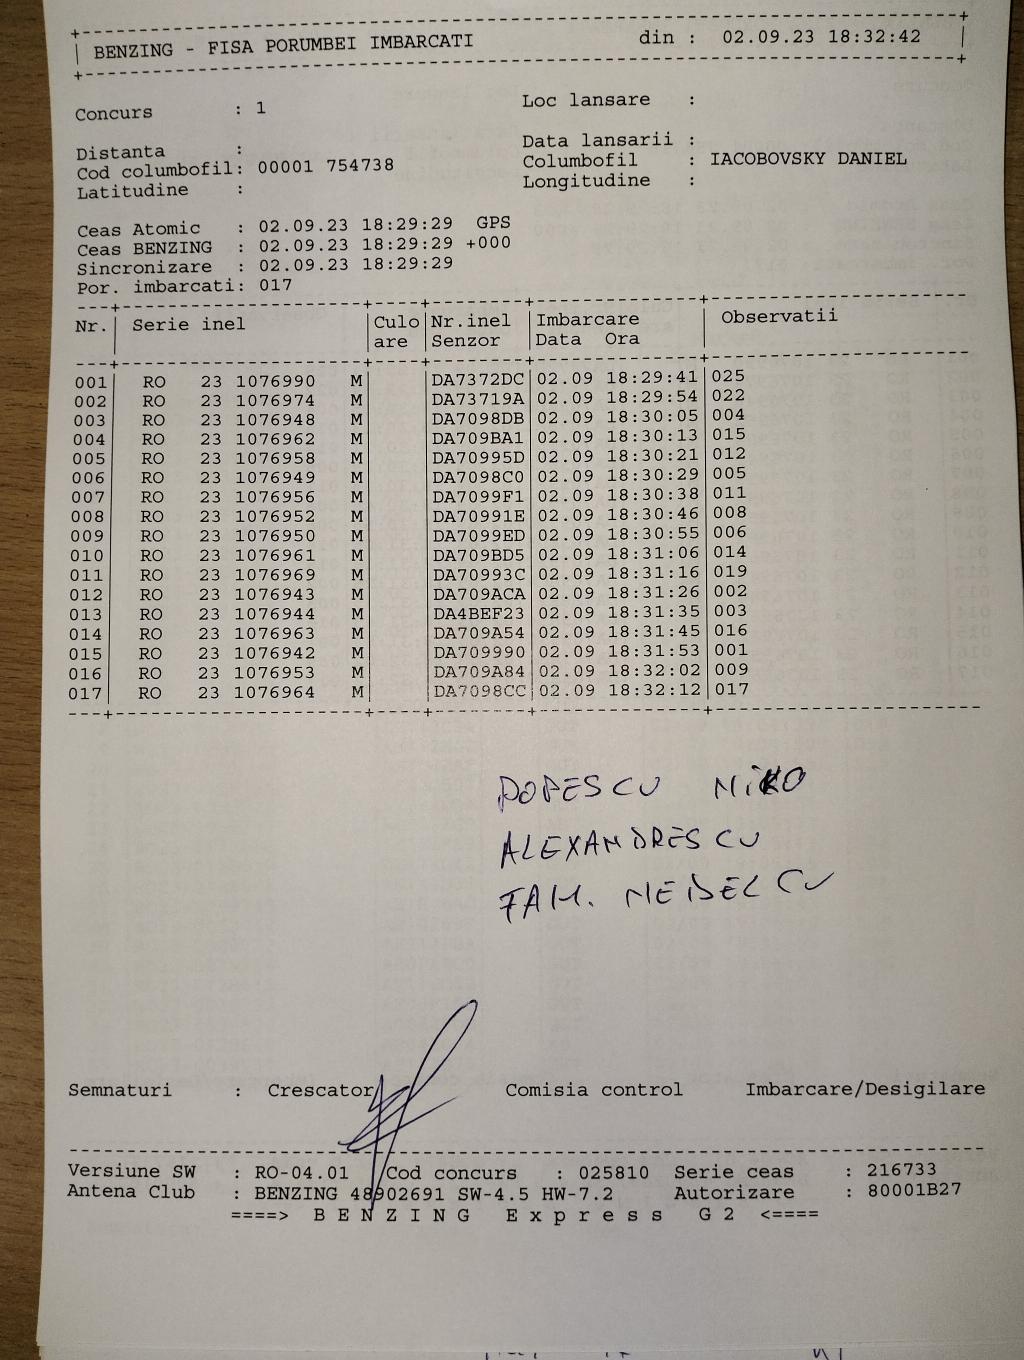 BENZING - FISA PORUMBEI IMBARCATI din : 02.09.23 18:32:42
Concurs : 1 Loc lansare :
Data lansarii :
Distanta :
Cod columbofil: 00001 754738 Columbofil : IACOBOVSKY DANIEL
Latitudine : Longitudine :
Ceas Atomic : 02.09.23 18:29:29 GPS
Ceas BENZING : 02.09.23 18:29:29 +000
Sincronizare : 02.09.23 18:29:29
Por. imbarcati: 017
Nr. Serie inel Culo Nr.inel Imbarcare Observatii
are Senzor Data Ora
001 RO 23 1076990 M DA7372DC 02.09 18:29:41 025
002 RO 23 1076974 M DA73719A 02.09 18:29:54 022
003 RO 23 1076948 M DA7098DB 02.09 18:30:05 004
004 RO 23 1076962 M DA709BA1 02.09 18:30:13 015
005 RO 23 1076958 M DA70995D 02.09 18:30:21 012
006 RO 23 1076949 M DA7098C0 02.09 18:30:29 005
007 RO 23 1076956 M DA7099F1 02.09 18:30:38 011
008 RO 23 1076952 M DA70991E 02.09 18:30:46 008
009 RO 23 1076950 M DA7099ED 02.09 18:30:55 006
010 RO 23 1076961 M DA709BD5 02.09 18:31:06 014
011 RO 23 1076969 M DA70993C 02.09 18:31:16 019
012 RO 23 1076943 M DA709ACA 02.09 18:31:26 002
013 RO 23 1076944 M DA4BEF23 02.09 18:31:35 003
014 RO 23 1076963 M DA709A54 02.09 18:31:45 016
015 RO 23 1076942 M DA709990 02.09 18:31:53 001
016 RO 23 1076953 M DA709A84 02.09 18:32:02 009
017 RO 23 1076964 M DA7098CC 02.09 18:32:12 017
POPESCU NIKO
ALEXANDRESCU
FAM. NEDELCU
Semnaturi : Crescator Comisia control Imbarcare/Desigilare
Versiune SW : RO-04.01 Cod concurs : 025810 Serie ceas : 216733
Antena Club : BENZING 48902691 SW-4.5 HW-7.2 Autorizare : 80001B27
====> B E N Z I N G E x p r e s s G 2 <====